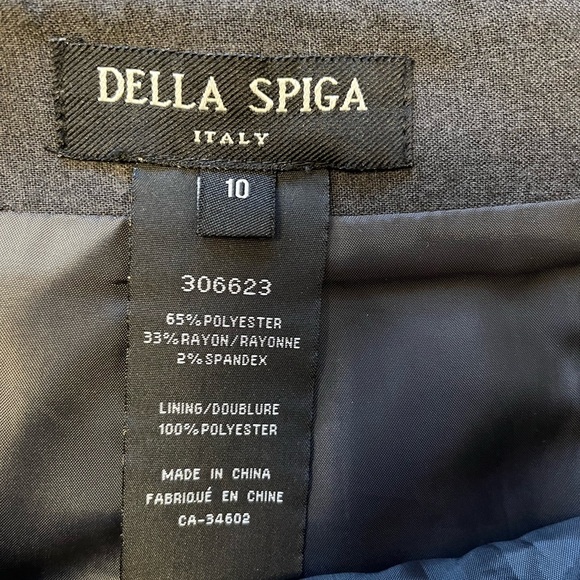 DELLA SPIGA
ITALY
10
306623
65% POLYESTER
33% RAYON/RAYONNE
2% SPANDEX
LINING/DOUBLURE
100% POLYESTER
MADE IN CHINA
FABRIQUÉ EN CHINE
CA-34602